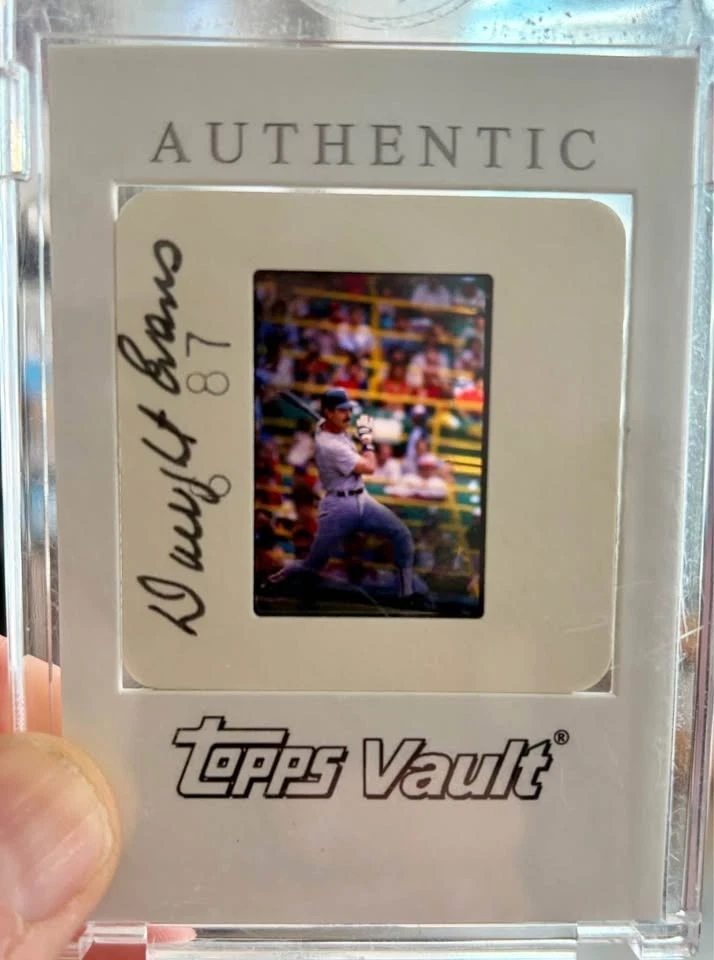 AUTHENTIC
Dwight Evans
87
Topps Vault®